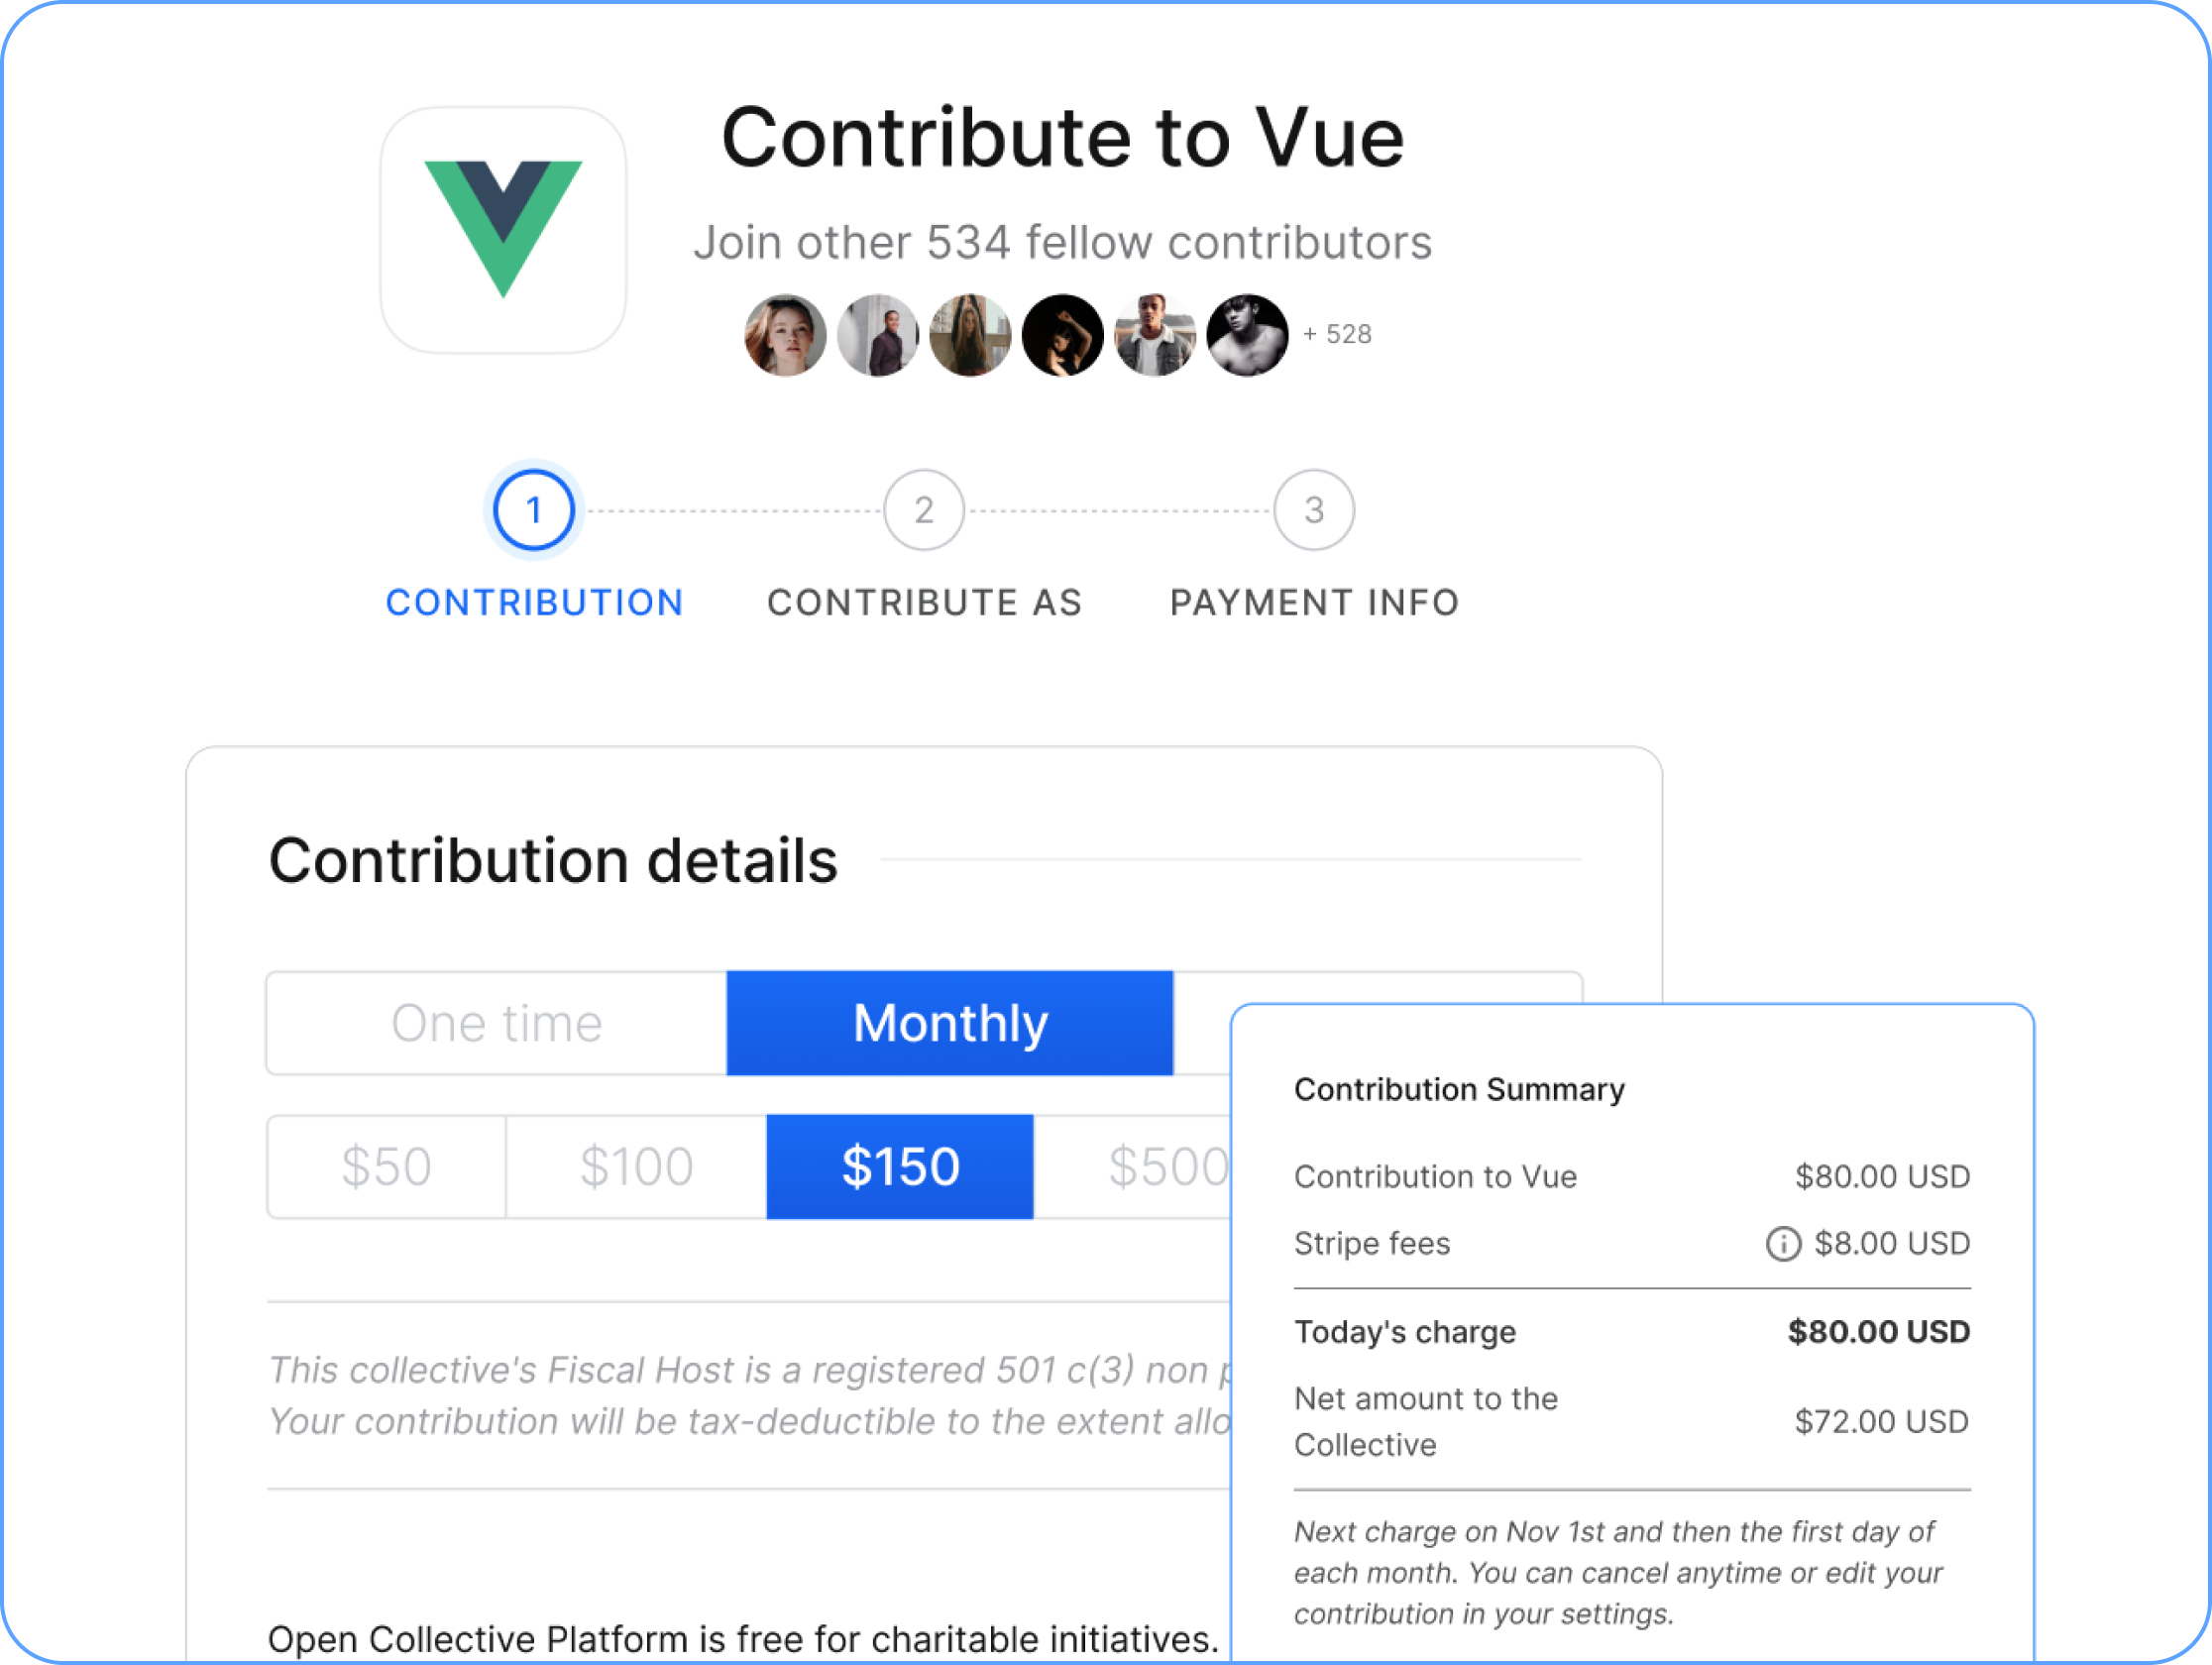 Contribute to Vue
Join other 534 fellow contributors
+ 528
1
2
3
CONTRIBUTION
CONTRIBUTE AS
PAYMENT INFO
Contribution details
One time
Monthly
$50
$100
$150
$500
This collective's Fiscal Host is a registered 501 c(3) non
Your contribution will be tax-deductible to the extent
Open Collective Platform is free for charitable initiatives.
Contribution Summary
Contribution to Vue $80.00 USD
Stripe fees $8.00 USD
Today's charge $80.00 USD
Net amount to the
Collective
$72.00 USD
Next charge on Nov 1st and then the first day of
each month. You can cancel anytime or edit your
contribution in your settings.